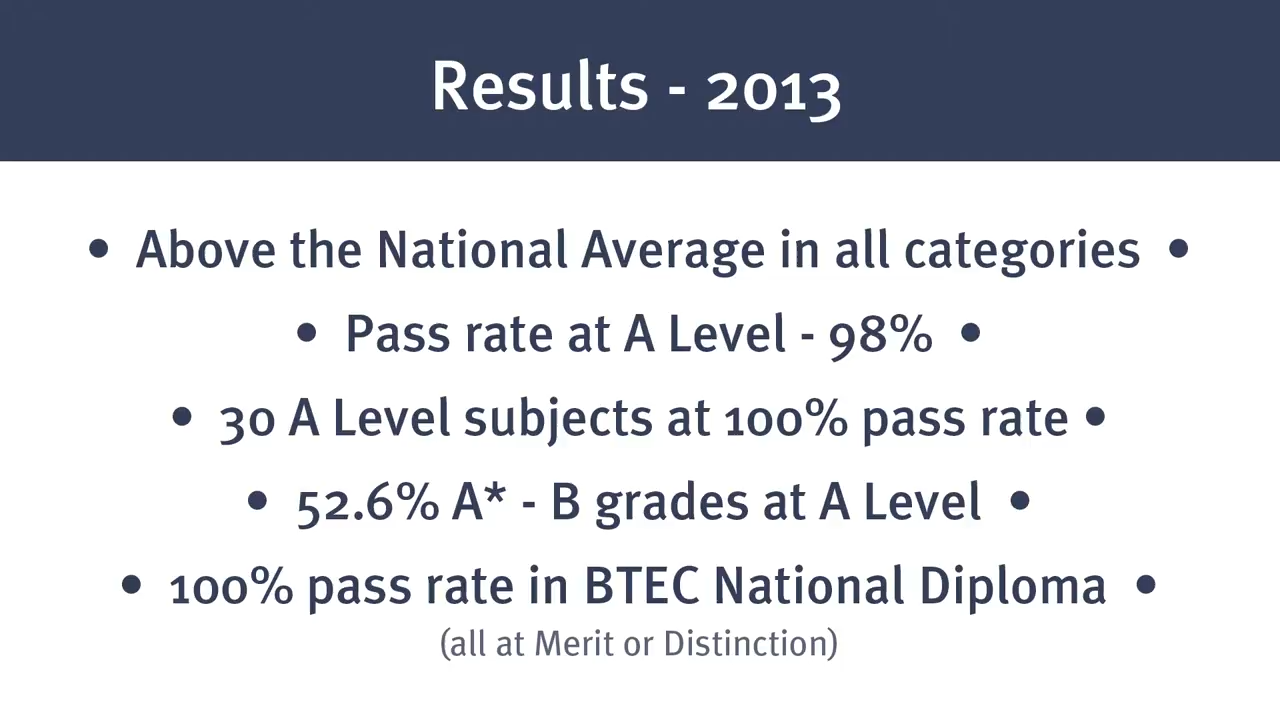 Results - 2013
• Above the National Average in all categories •
• Pass rate at A Level - 98% •
• 30 A Level subjects at 100% pass rate •
• 52.6% A* - B grades at A Level •
• 100% pass rate in BTEC National Diploma •
(all at Merit or Distinction)